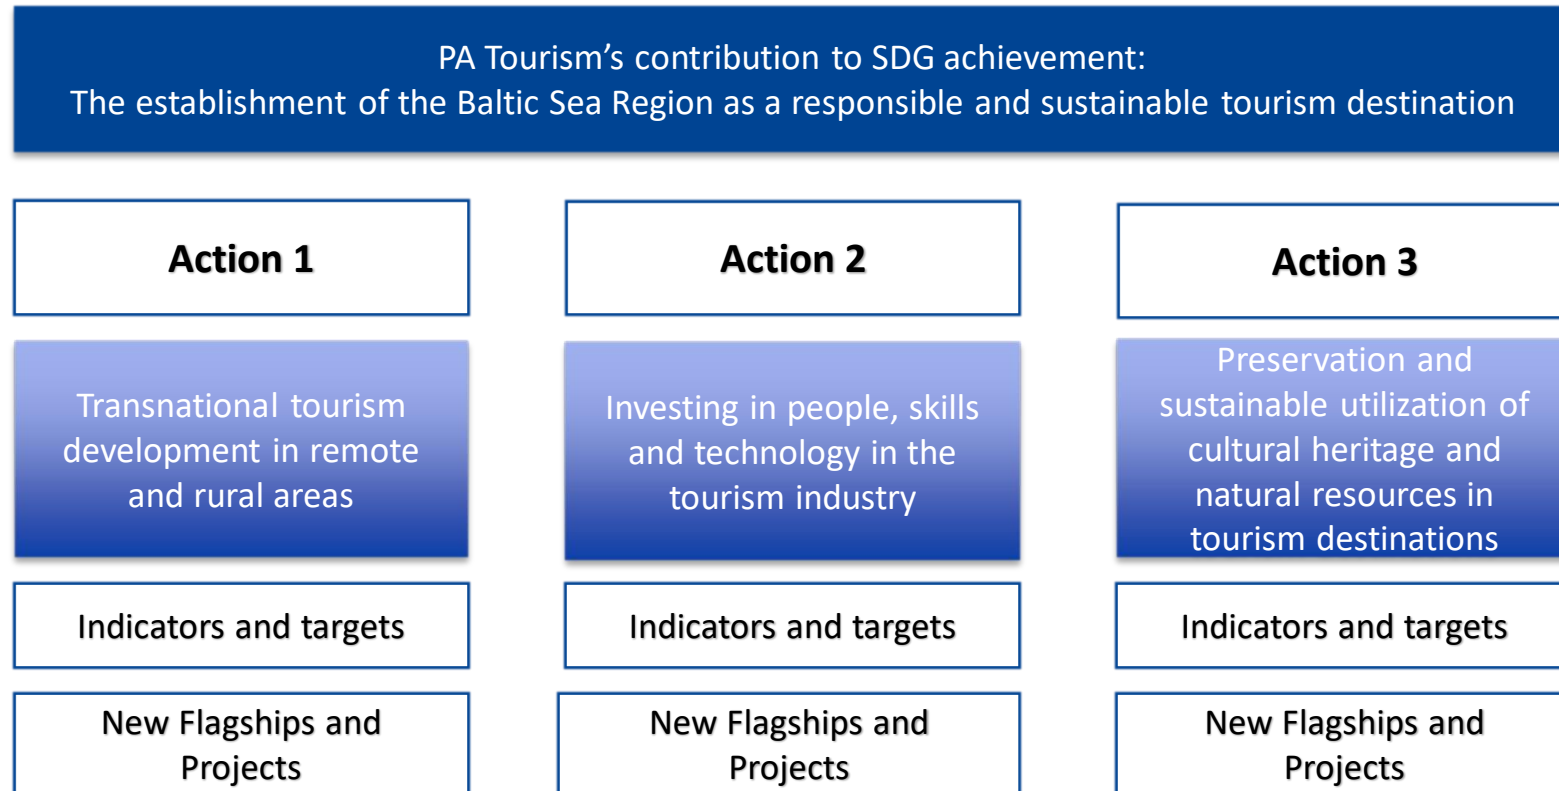 PA Tourism’s contribution to SDG achievement:
The establishment of the Baltic Sea Region as a responsible and sustainable tourism destination
Action 1
Action 2
Action 3
Transnational tourism
development in remote
and rural areas
Investing in people, skills
and technology in the
tourism industry
Preservation and
sustainable utilization of
cultural heritage and
natural resources in
tourism destinations
Indicators and targets
Indicators and targets
Indicators and targets
New Flagships and
Projects
New Flagships and
Projects
New Flagships and
Projects